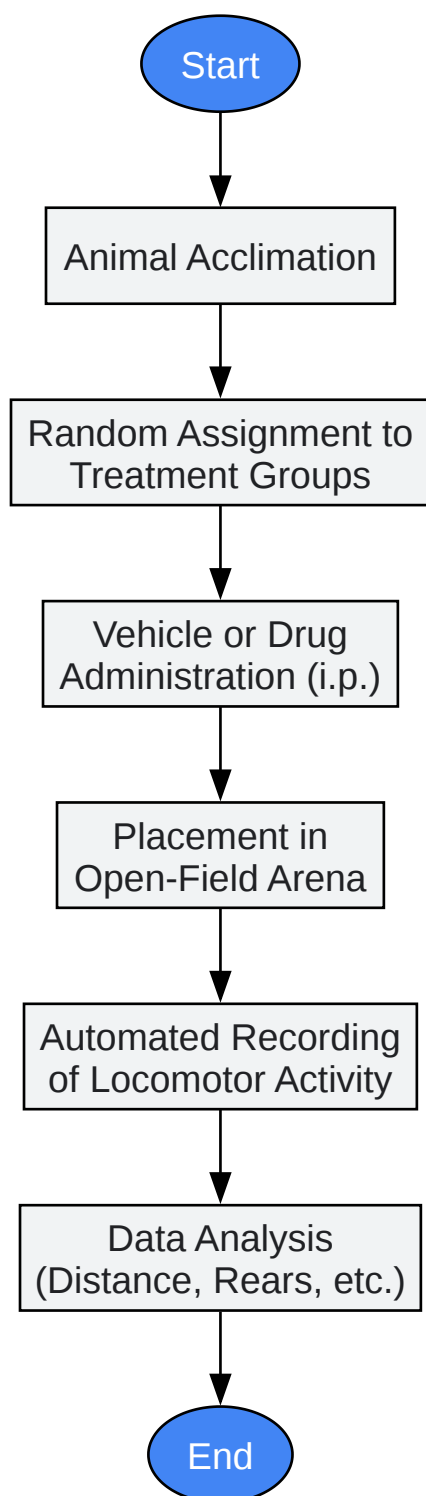 Start
Animal Acclimation
Random Assignment to
Treatment Groups
Vehicle or Drug
Administration (i.p.)
Placement in
Open-Field Arena
Automated Recording
of Locomotor Activity
Data Analysis
(Distance, Rears, etc.)
End